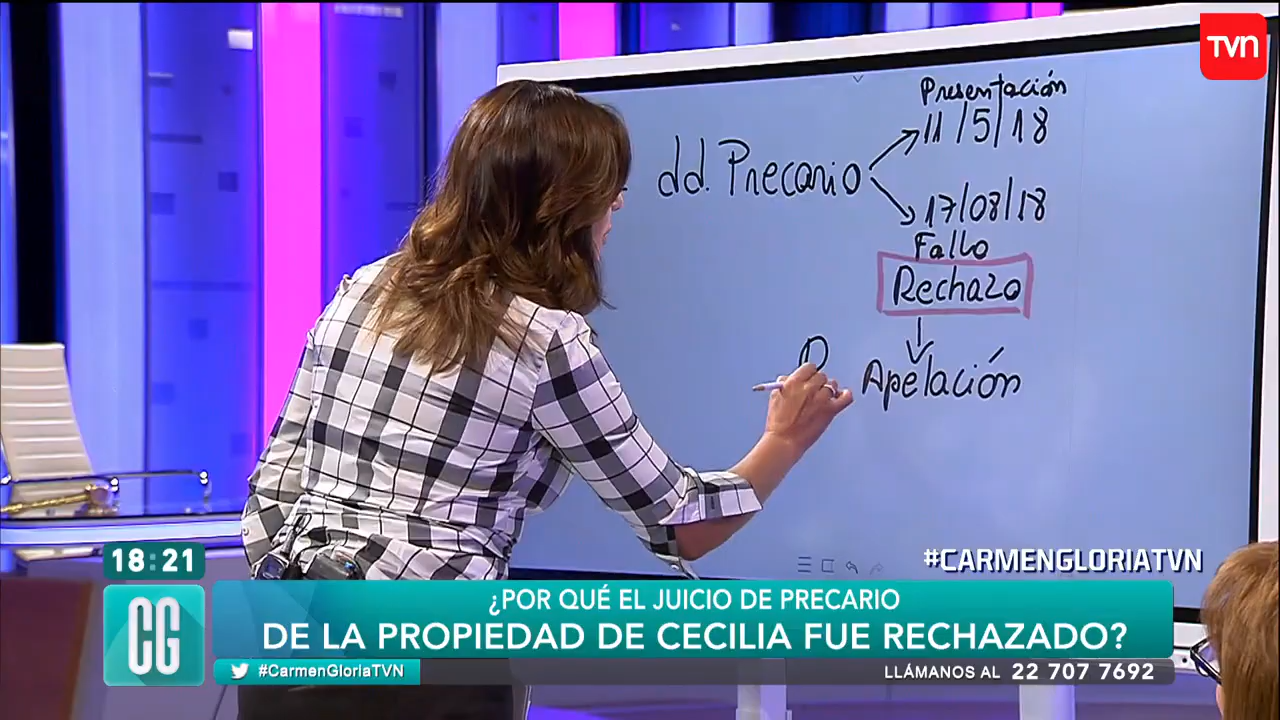 TVN
Presentación
11/5/18
dd. Precario
17/08/18
Fallo
Rechazo
Apelación
#CARMENGLORIATVN
18:21
CG
¿POR QUÉ EL JUICIO DE PRECARIO
DE LA PROPIEDAD DE CECILIA FUE RECHAZADO?
#CarmenGloriaTVN
LLÁMANOS AL 22 707 7692